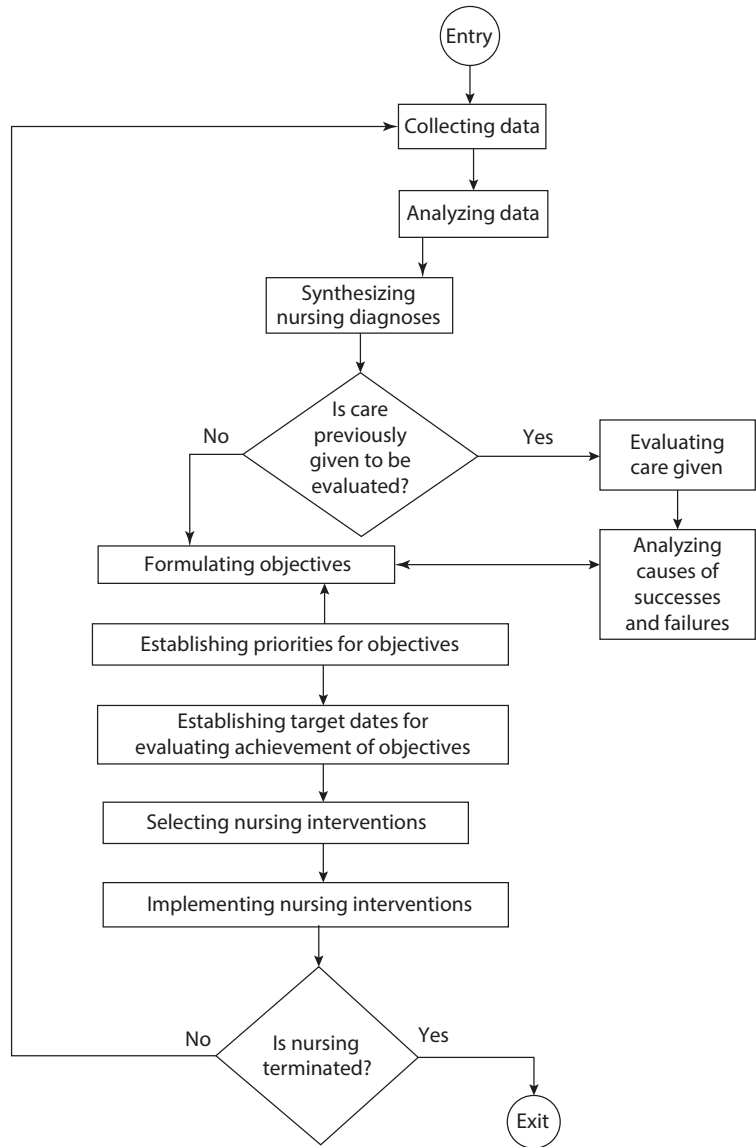 Entry
Collecting data
Analyzing data
Synthesizing
nursing diagnoses
Is care
previously
given to be
evaluated?
No
Yes
Evaluating
care given
Analyzing
causes of
successes
and failures
Formulating objectives
Establishing priorities for objectives
Establishing target dates for
evaluating achievement of objectives
Selecting nursing interventions
Implementing nursing interventions
Is nursing
terminated?
No
Yes
Exit